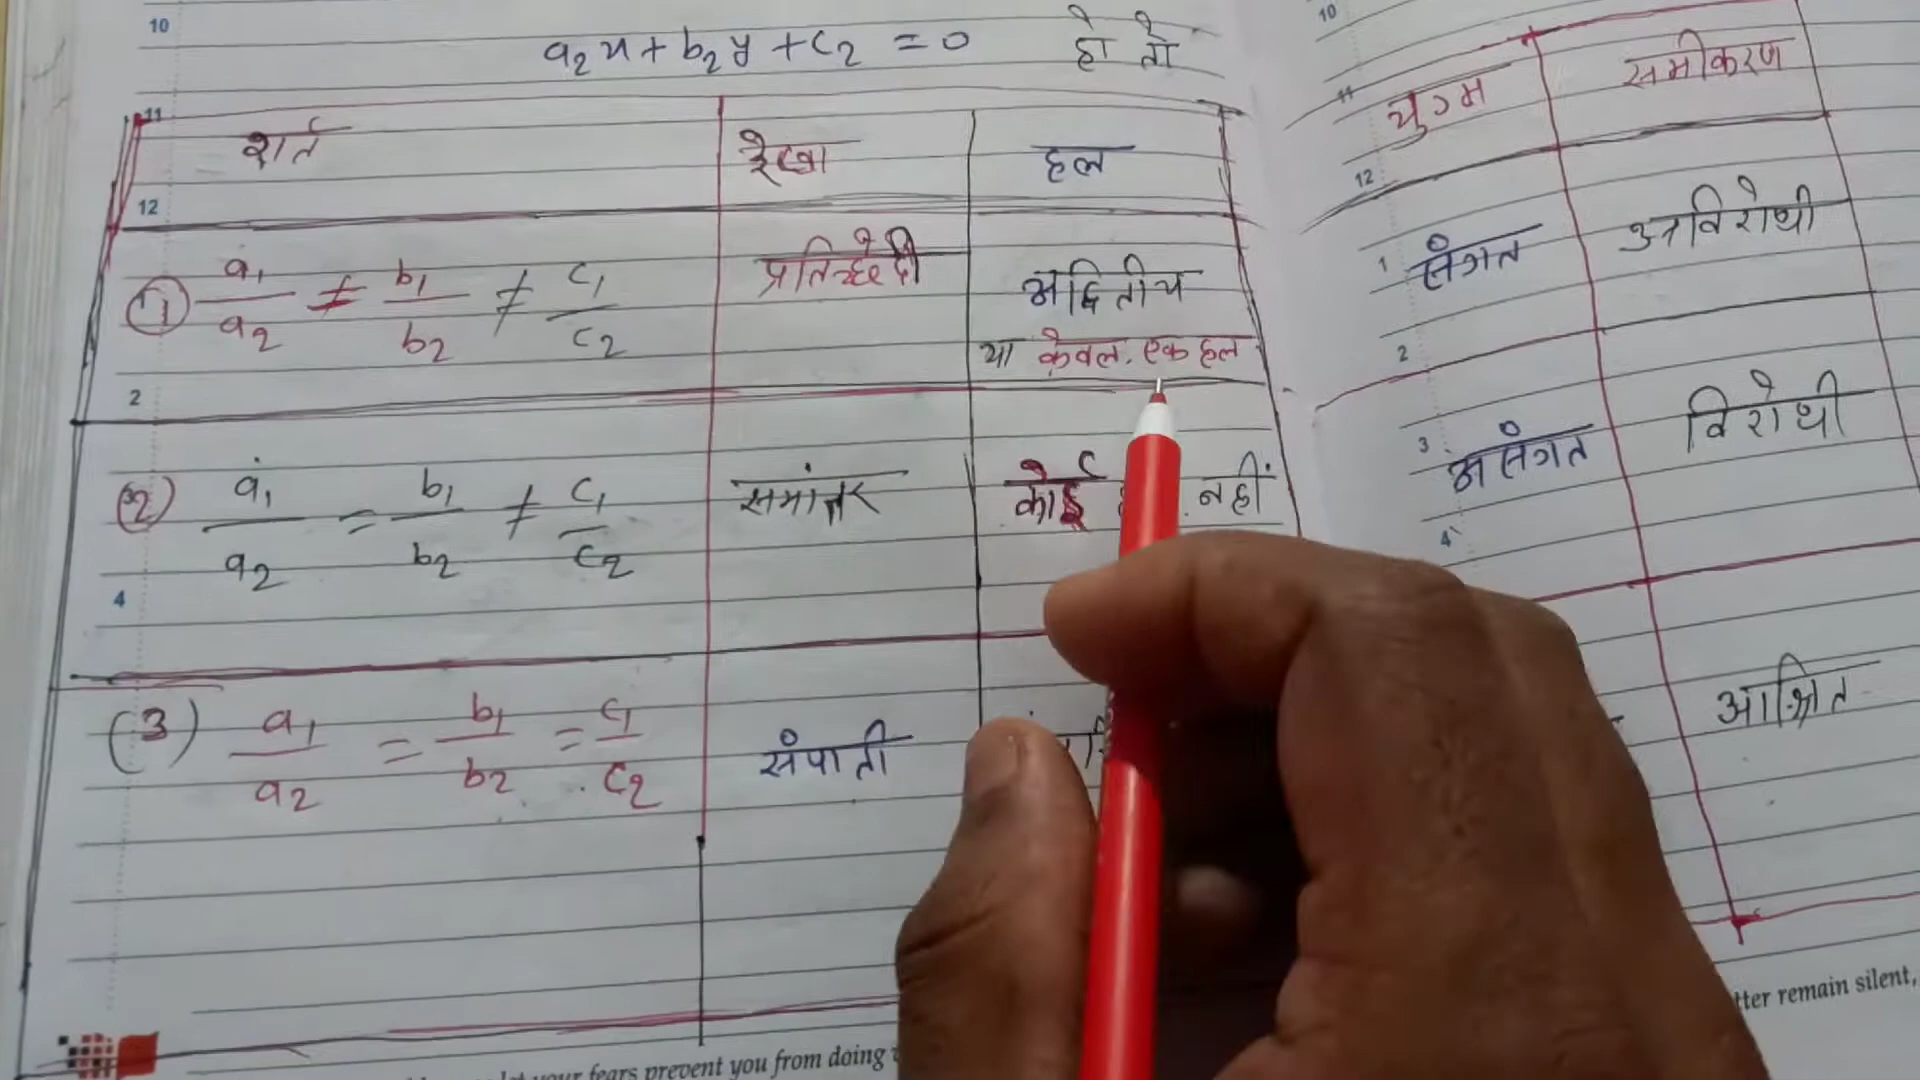 10
a₂x + b₂y + c₂ = 0 हो तो
11
शर्त रेखा हल
12
(1) a₁/a₂ ≠ b₁/b₂ ≠ c₁/c₂ प्रतिच्छेदी अद्वितीय
या केवल एक हल
2
(2) a₁/a₂ = b₁/b₂ ≠ c₁/c₂ समांतर कोई नहीं
4
(3) a₁/a₂ = b₁/b₂ = c₁/c₂ संपाती
your fears prevent you from doing
10
11 युग्म समीकरण
12
1 संगत अविरोधी
2
3 असंगत विरोधी
4
आश्रित
remain silent,